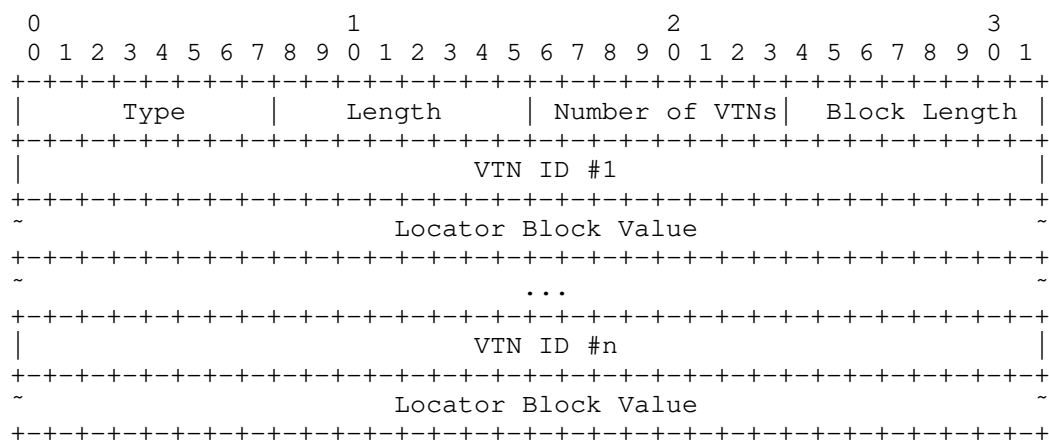 0                   1                   2                   3
 0 1 2 3 4 5 6 7 8 9 0 1 2 3 4 5 6 7 8 9 0 1 2 3 4 5 6 7 8 9 0 1
+-+-+-+-+-+-+-+-+-+-+-+-+-+-+-+-+-+-+-+-+-+-+-+-+-+-+-+-+-+-+-+-+
|      Type     |    Length     | Number of VTNs|  Block Length |
+-+-+-+-+-+-+-+-+-+-+-+-+-+-+-+-+-+-+-+-+-+-+-+-+-+-+-+-+-+-+-+-+
|                            VTN ID #1                          |
+-+-+-+-+-+-+-+-+-+-+-+-+-+-+-+-+-+-+-+-+-+-+-+-+-+-+-+-+-+-+-+-+
~                       Locator Block Value                     ~
+-+-+-+-+-+-+-+-+-+-+-+-+-+-+-+-+-+-+-+-+-+-+-+-+-+-+-+-+-+-+-+-+
~                               ...                             ~
+-+-+-+-+-+-+-+-+-+-+-+-+-+-+-+-+-+-+-+-+-+-+-+-+-+-+-+-+-+-+-+-+
|                            VTN ID #n                          |
+-+-+-+-+-+-+-+-+-+-+-+-+-+-+-+-+-+-+-+-+-+-+-+-+-+-+-+-+-+-+-+-+
~                       Locator Block Value                     ~
+-+-+-+-+-+-+-+-+-+-+-+-+-+-+-+-+-+-+-+-+-+-+-+-+-+-+-+-+-+-+-+-+